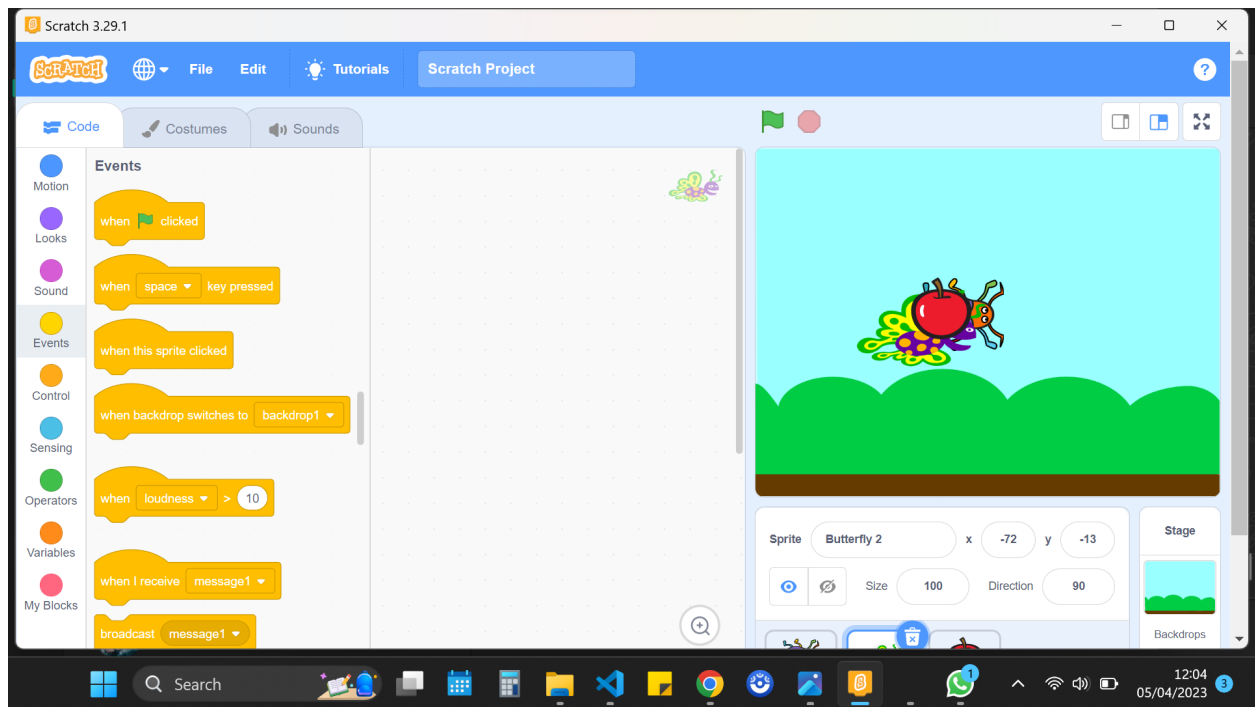 Scratch 3.29.1
SCRATCH File Edit Tutorials Scratch Project ?
Code Costumes Sounds
Motion
Looks
Sound
Events
Control
Sensing
Operators
Variables
My Blocks
Events
when clicked
when space key pressed
when this sprite clicked
when backdrop switches to backdrop1
when loudness > 10
when I receive message1
broadcast message1
Sprite Butterfly 2 x -72 y -13
Size 100 Direction 90
Stage
Backdrops
Search
1
12:04
05/04/2023
3